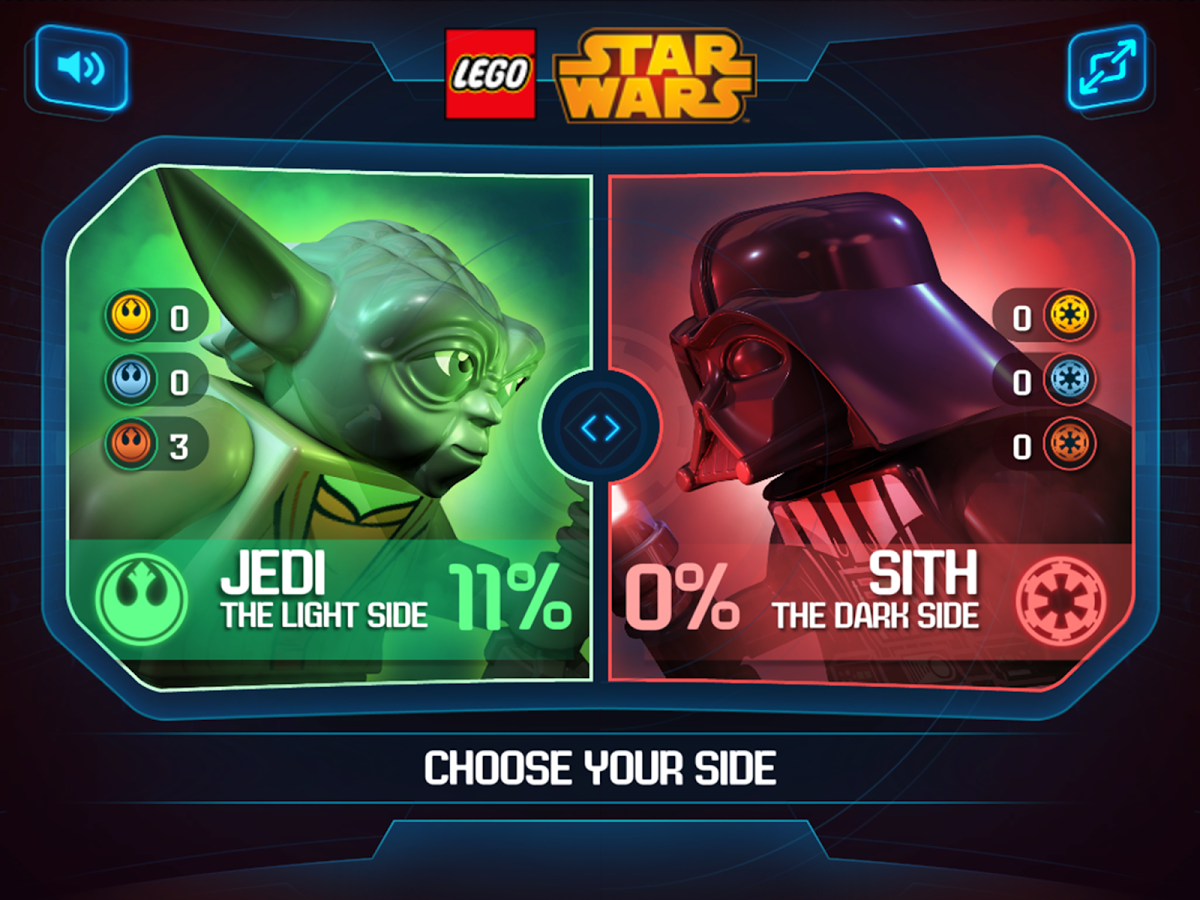 LEGO
STAR
WARS
0
0
3
0
0
0
JEDI
THE LIGHT SIDE
11%
0%
SITH
THE DARK SIDE
CHOOSE YOUR SIDE